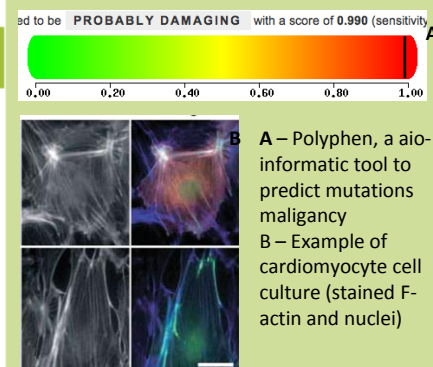 ed to be PROBABLY DAMAGING with a score of 0.990 (sensitivity
A
0.00 0.20 0.40 0.60 0.80 1.00
B
A – Polyphen, a aio-
informatic tool to
predict mutations
maligancy
B – Example of
cardiomyocyte cell
culture (stained F-
actin and nuclei)